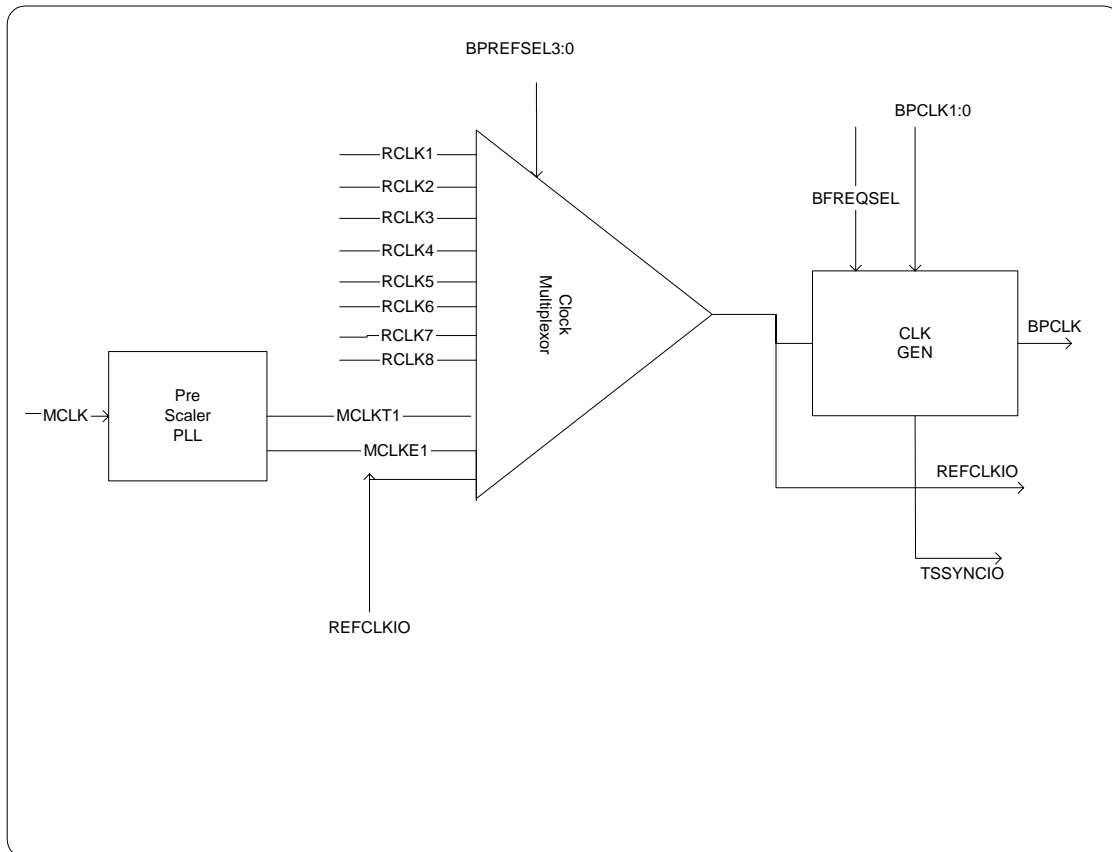 BPREFSEL3:0
BPCLK1:0
RCLK1
RCLK2
BFREQSEL
RCLK3
RCLK4
RCLK5
RCLK6
RCLK7
RCLK8
Clock
Multiplexor
CLK
GEN
BPCLK
Pre
Scaler
PLL
MCLK
MCLKT1
MCLKE1
REFCLKIO
TSSYNCIO
REFCLKIO